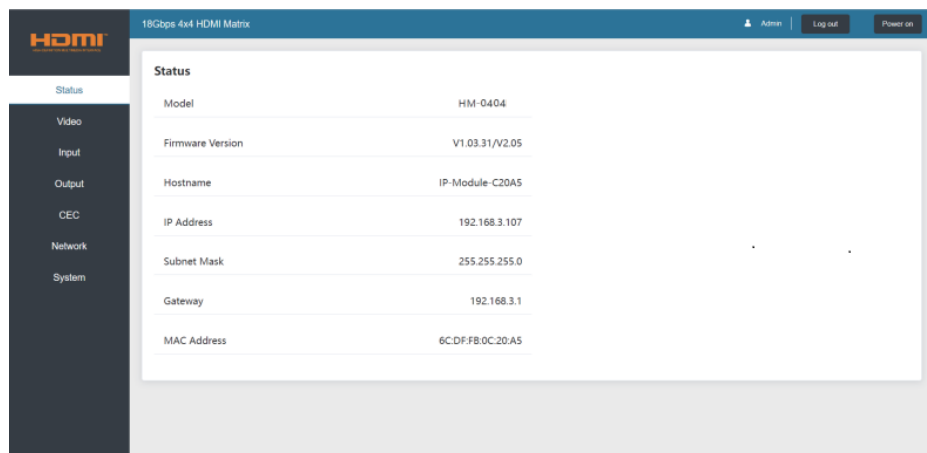 HDMI
18Gbps 4x4 HDMI Matrix
Admin
Log out
Power on
Status
Video
Input
Output
CEC
Network
System
Status
Model HM-0404
Firmware Version V1.03.31/V2.05
Hostname IP-Module-C20A5
IP Address 192.168.3.107
Subnet Mask 255.255.255.0
Gateway 192.168.3.1
MAC Address 6C:DF:FB:0C:20:A5